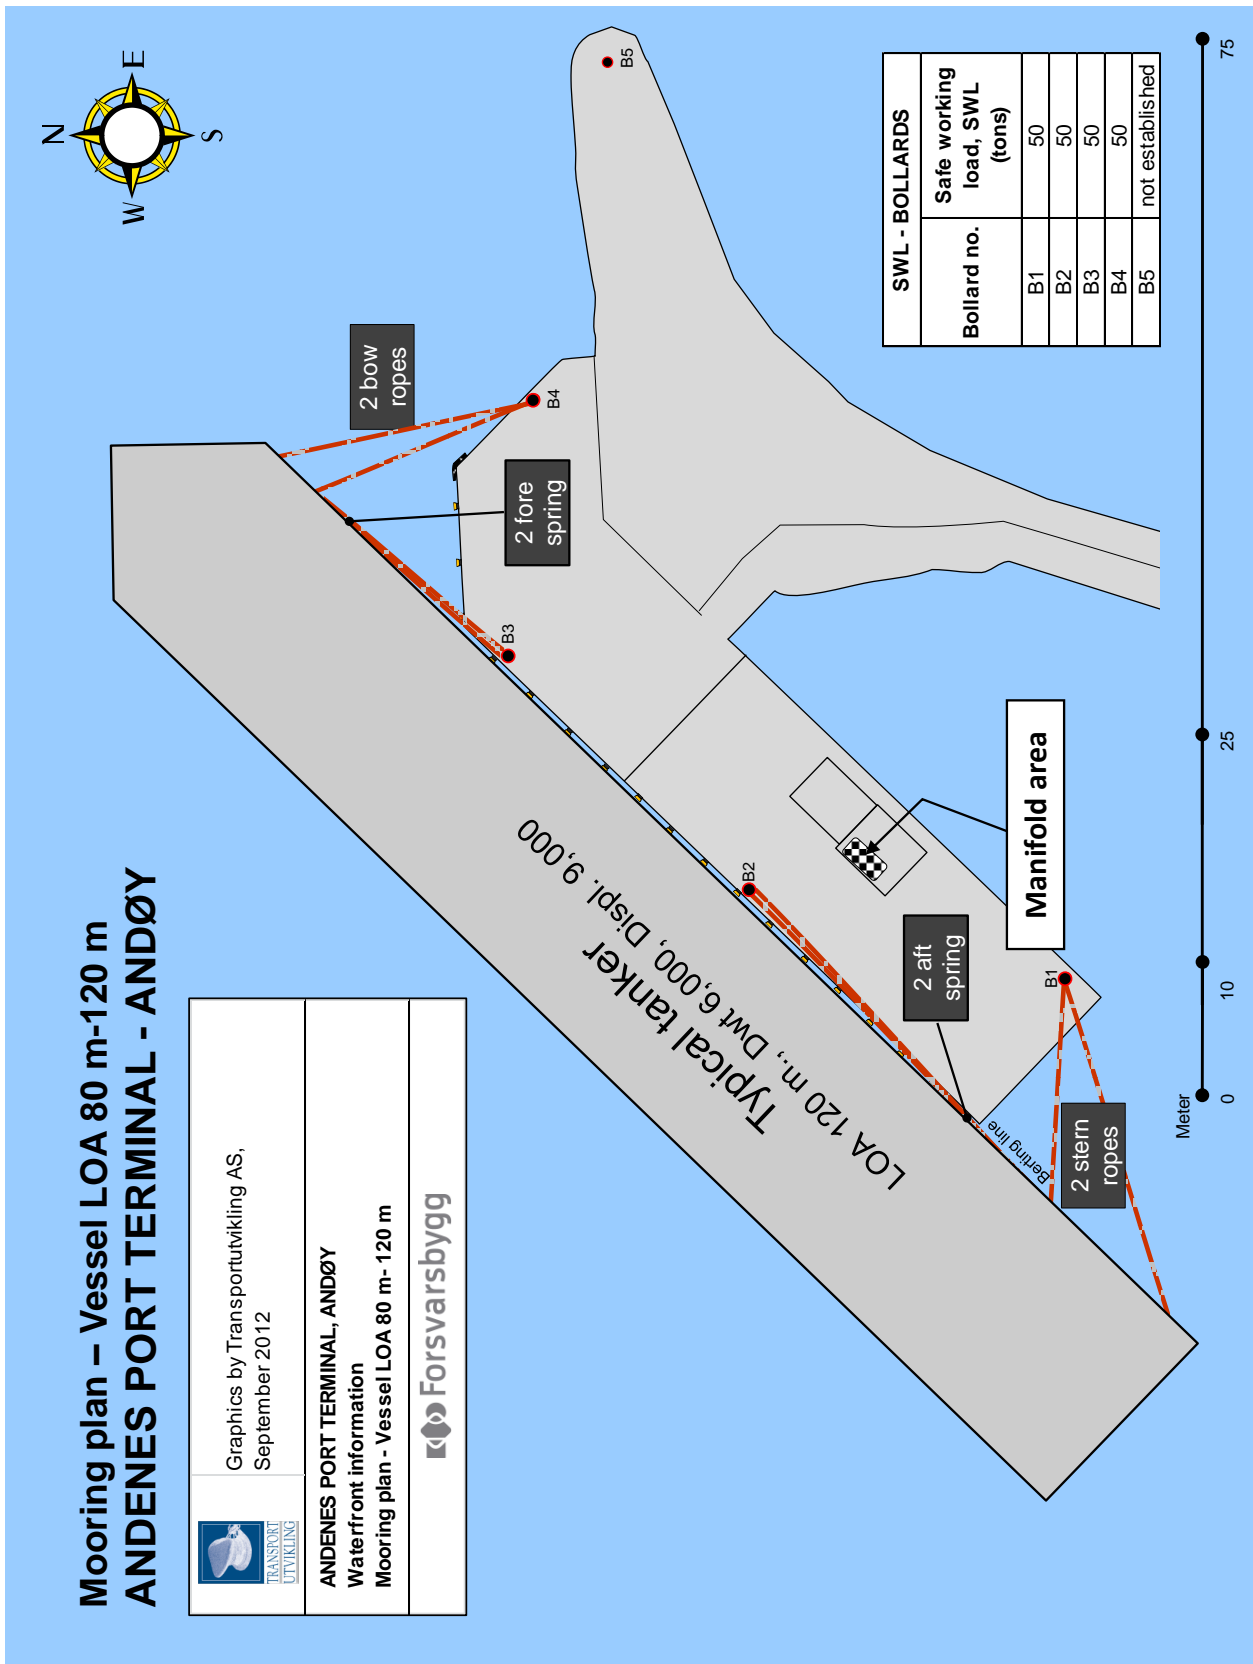 Mooring plan – Vessel LOA 80 m-120 m
ANDENES PORT TERMINAL - ANDØY
TRANSPORT
UTVIKLING
Graphics by Transportutvikling AS,
September 2012
ANDENES PORT TERMINAL, ANDØY
Waterfront information
Mooring plan - Vessel LOA 80 m- 120 m
Forsvarsbygg
N
E
S
W
Typical tanker
LOA 120 m., Dwt 6,000, Displ. 9,000
2 bow
ropes
2 fore
spring
2 aft
spring
2 stern
ropes
Berting line
Manifold area
B1
B2
B3
B4
B5
SWL - BOLLARDS
Bollard no.
Safe working
load, SWL
(tons)
B1 50
B2 50
B3 50
B4 50
B5 not established
Meter
0
10
25
75